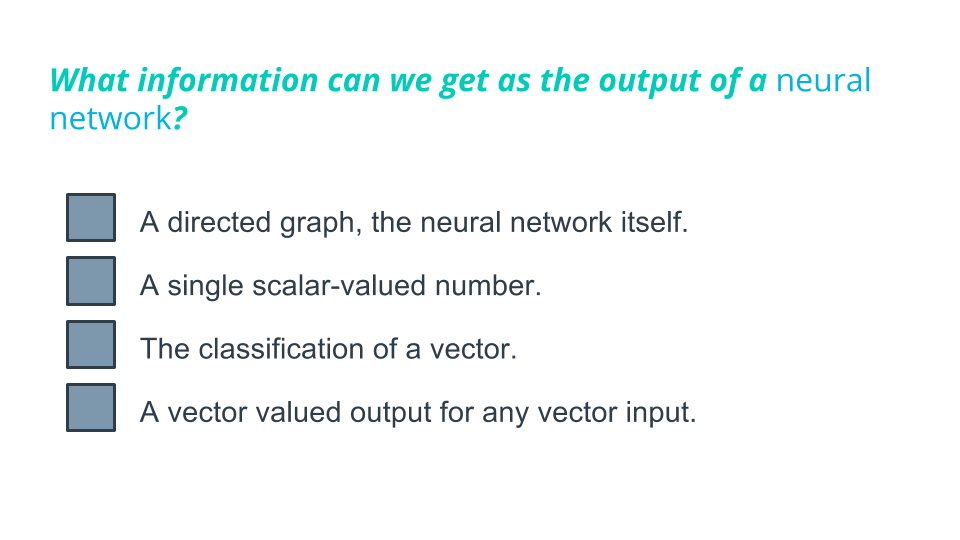 What information can we get as the output of a neural
network?
A directed graph, the neural network itself.
A single scalar-valued number.
The classification of a vector.
A vector valued output for any vector input.